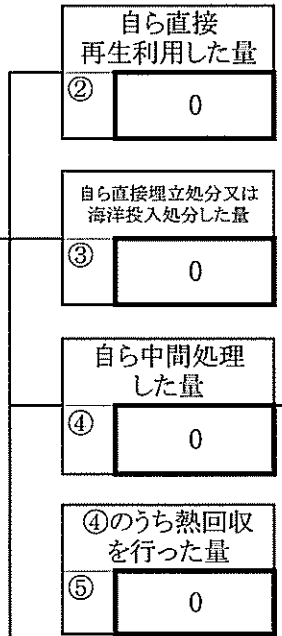 自ら直接
再生利用した量
②
0
自ら直接埋立処分又は
海洋投入処分した量
③
0
自ら中間処理
した量
④
0
④のうち熱回収
を行った量
⑤
0